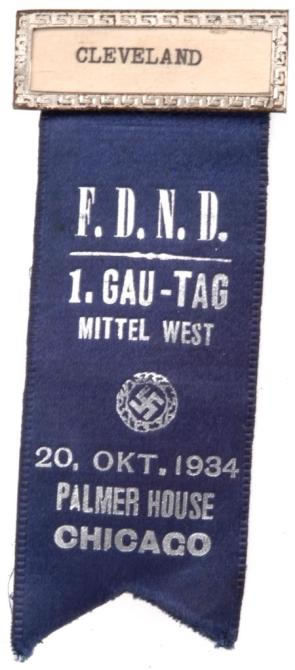 CLEVELAND
F. D. N. D.
1. GAU-TAG
MITTEL WEST
20. OKT. 1934
PALMER HOUSE
CHICAGO